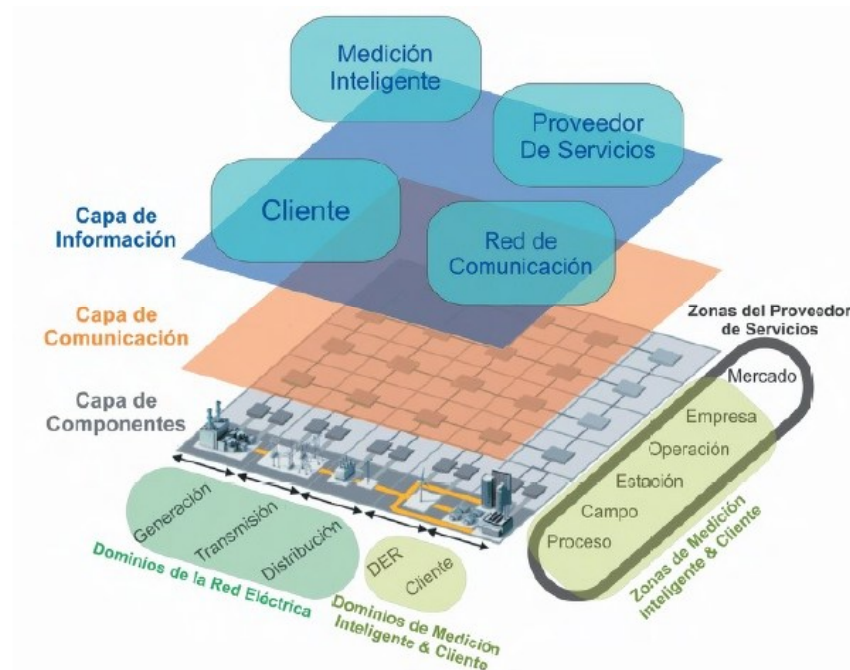 Medición
Inteligente
Proveedor
De Servicios
Cliente
Red de
Comunicación
Capa de
Información
Capa de
Comunicación
Capa de
Componentes
Zonas del Proveedor
de Servicios
Mercado
Empresa
Operación
Estación
Campo
Proceso
Zonas de Medición
Inteligente & Cliente
Generación
Transmisión
Distribución
Dominios de la Red Eléctrica
DER
Cliente
Dominios de Medición
Inteligente & Cliente